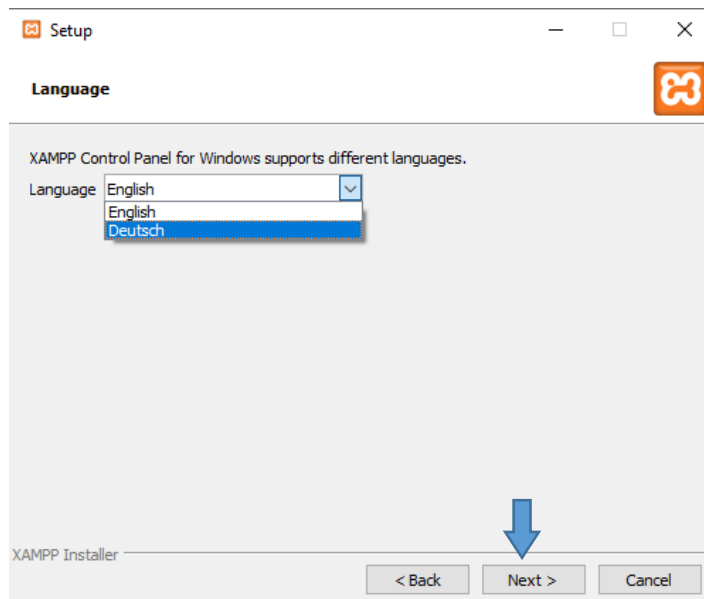 Setup
Language
XAMPP Control Panel for Windows supports different languages.
Language English
English
Deutsch
XAMPP Installer
< Back Next > Cancel